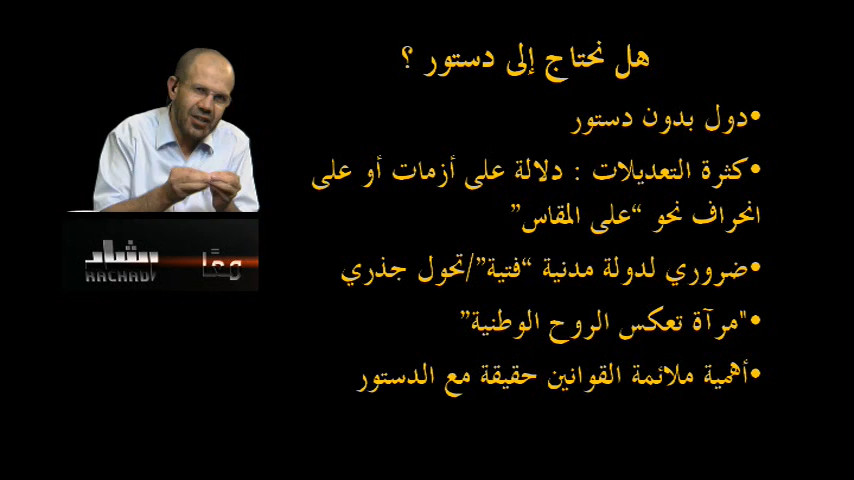 هل نحتاج إلى دستور ؟
•دول بدون دستور
•كثرة التعديلات : دلالة على أزمات أو على
انحراف نحو “على المقاس”
•ضروري لدولة مدنية “فتية”/تحول جذري
•"مرآة تعكس الروح الوطنية”
•أهمية ملائمة القوانين حقيقة مع الدستور
رشاد
RACHAD
معًا